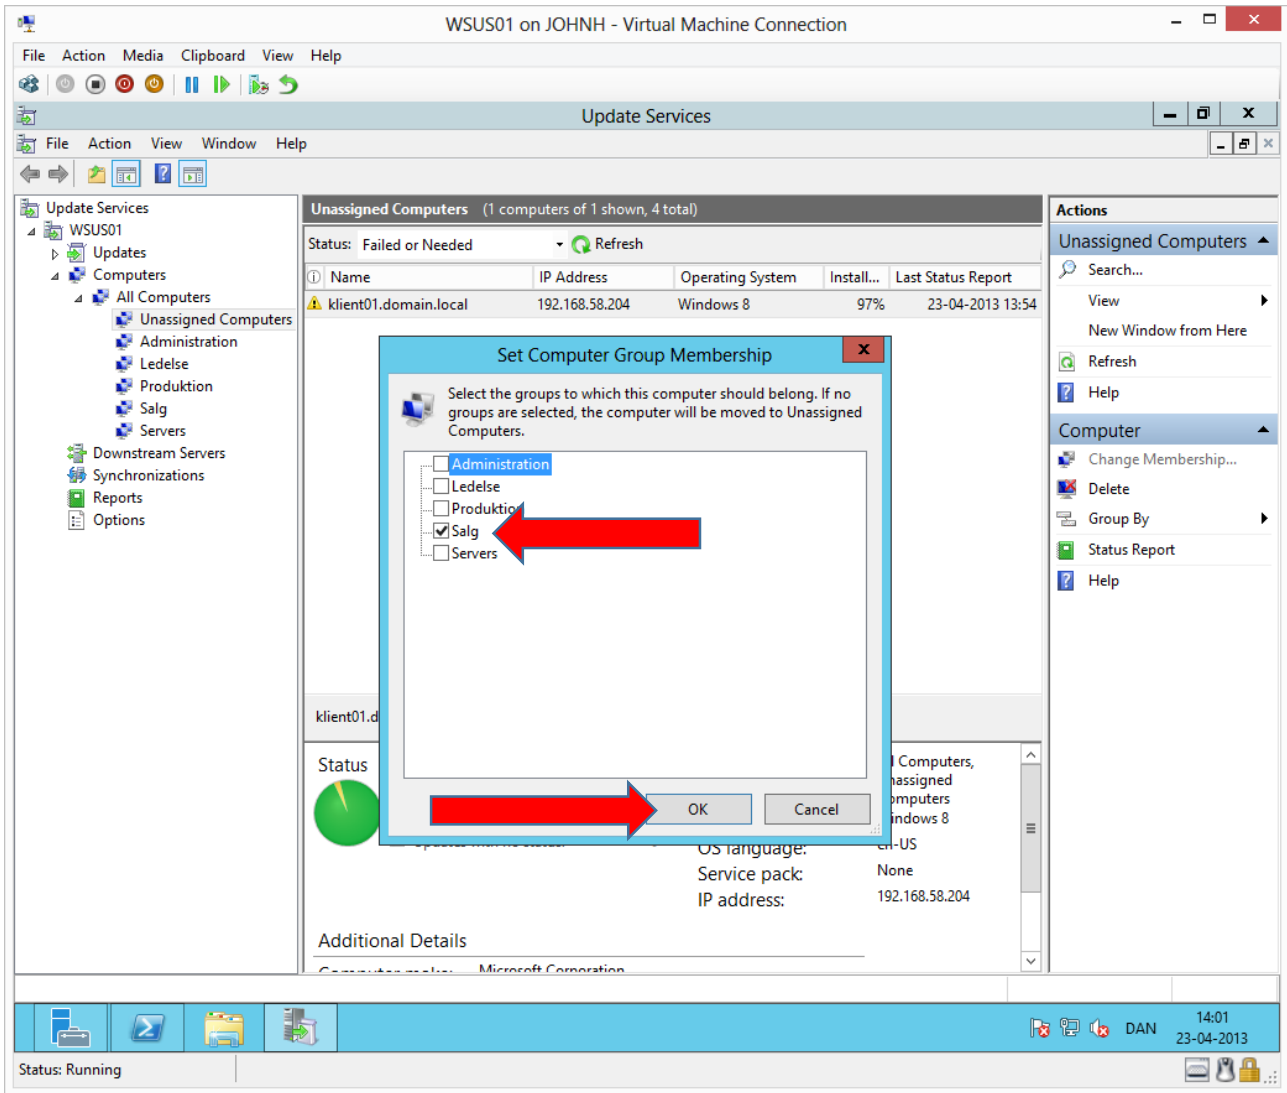 WSUS01 on JOHNH - Virtual Machine Connection
File Action Media Clipboard View Help
Update Services
File Action View Window Help
Update Services
WSUS01
Updates
Computers
All Computers
Unassigned Computers
Administration
Ledelse
Produktion
Salg
Servers
Downstream Servers
Synchronizations
Reports
Options
Unassigned Computers (1 computers of 1 shown, 4 total)
Status: Failed or Needed Refresh
Name IP Address Operating System Install... Last Status Report
klient01.domain.local 192.168.58.204 Windows 8 97% 23-04-2013 13:54
Set Computer Group Membership
Select the groups to which this computer should belong. If no
groups are selected, the computer will be moved to Unassigned
Computers.
Administration
Ledelse
Produktion
Salg
Servers
OK Cancel
klient01.d
Status
l Computers,
nassigned
omputers
indows 8
OS language: en-US
Service pack: None
IP address: 192.168.58.204
Additional Details
Microsoft Corporation
Actions
Unassigned Computers
Search...
View
New Window from Here
Refresh
Help
Computer
Change Membership...
Delete
Group By
Status Report
Help
DAN
14:01
23-04-2013
Status: Running